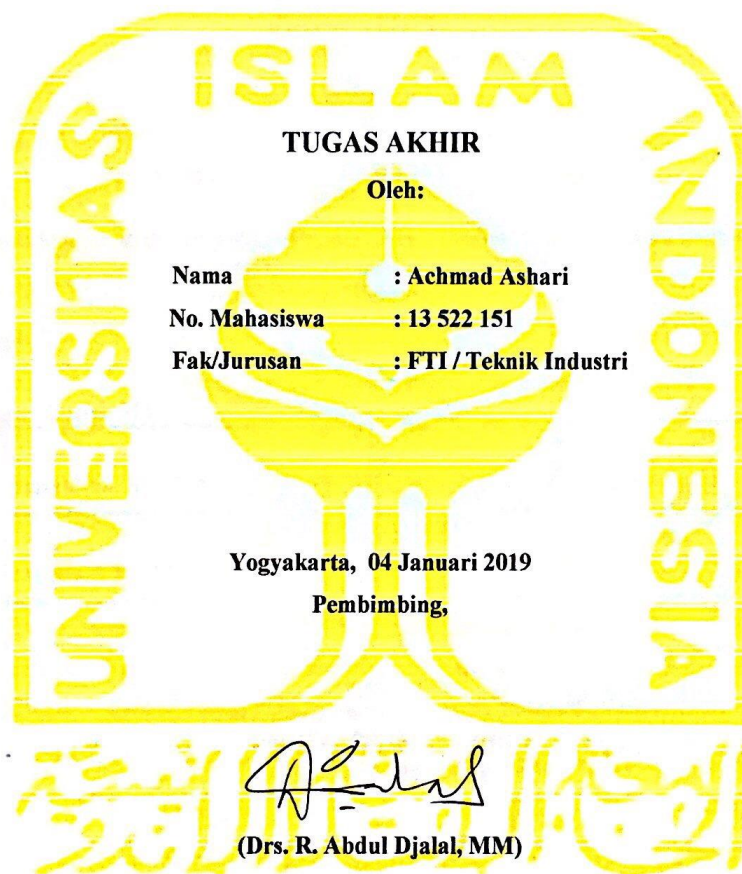 UNIVERSITAS ISLAM INDONESIA
TUGAS AKHIR
Oleh:
Nama : Achmad Ashari
No. Mahasiswa : 13 522 151
Fak/Jurusan : FTI / Teknik Industri
Yogyakarta, 04 Januari 2019
Pembimbing,
(Drs. R. Abdul Djalal, MM)